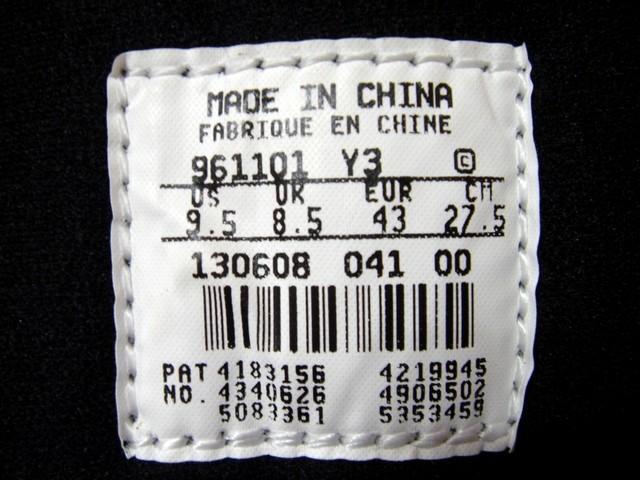 MADE IN CHINA
FABRIQUE EN CHINE
961101 Y3 ©
US UK EUR CM
9.5 8.5 43 27.5
130608 041 00
PAT 4183156 4219945
NO. 4340626 4906502
5083361 5353459